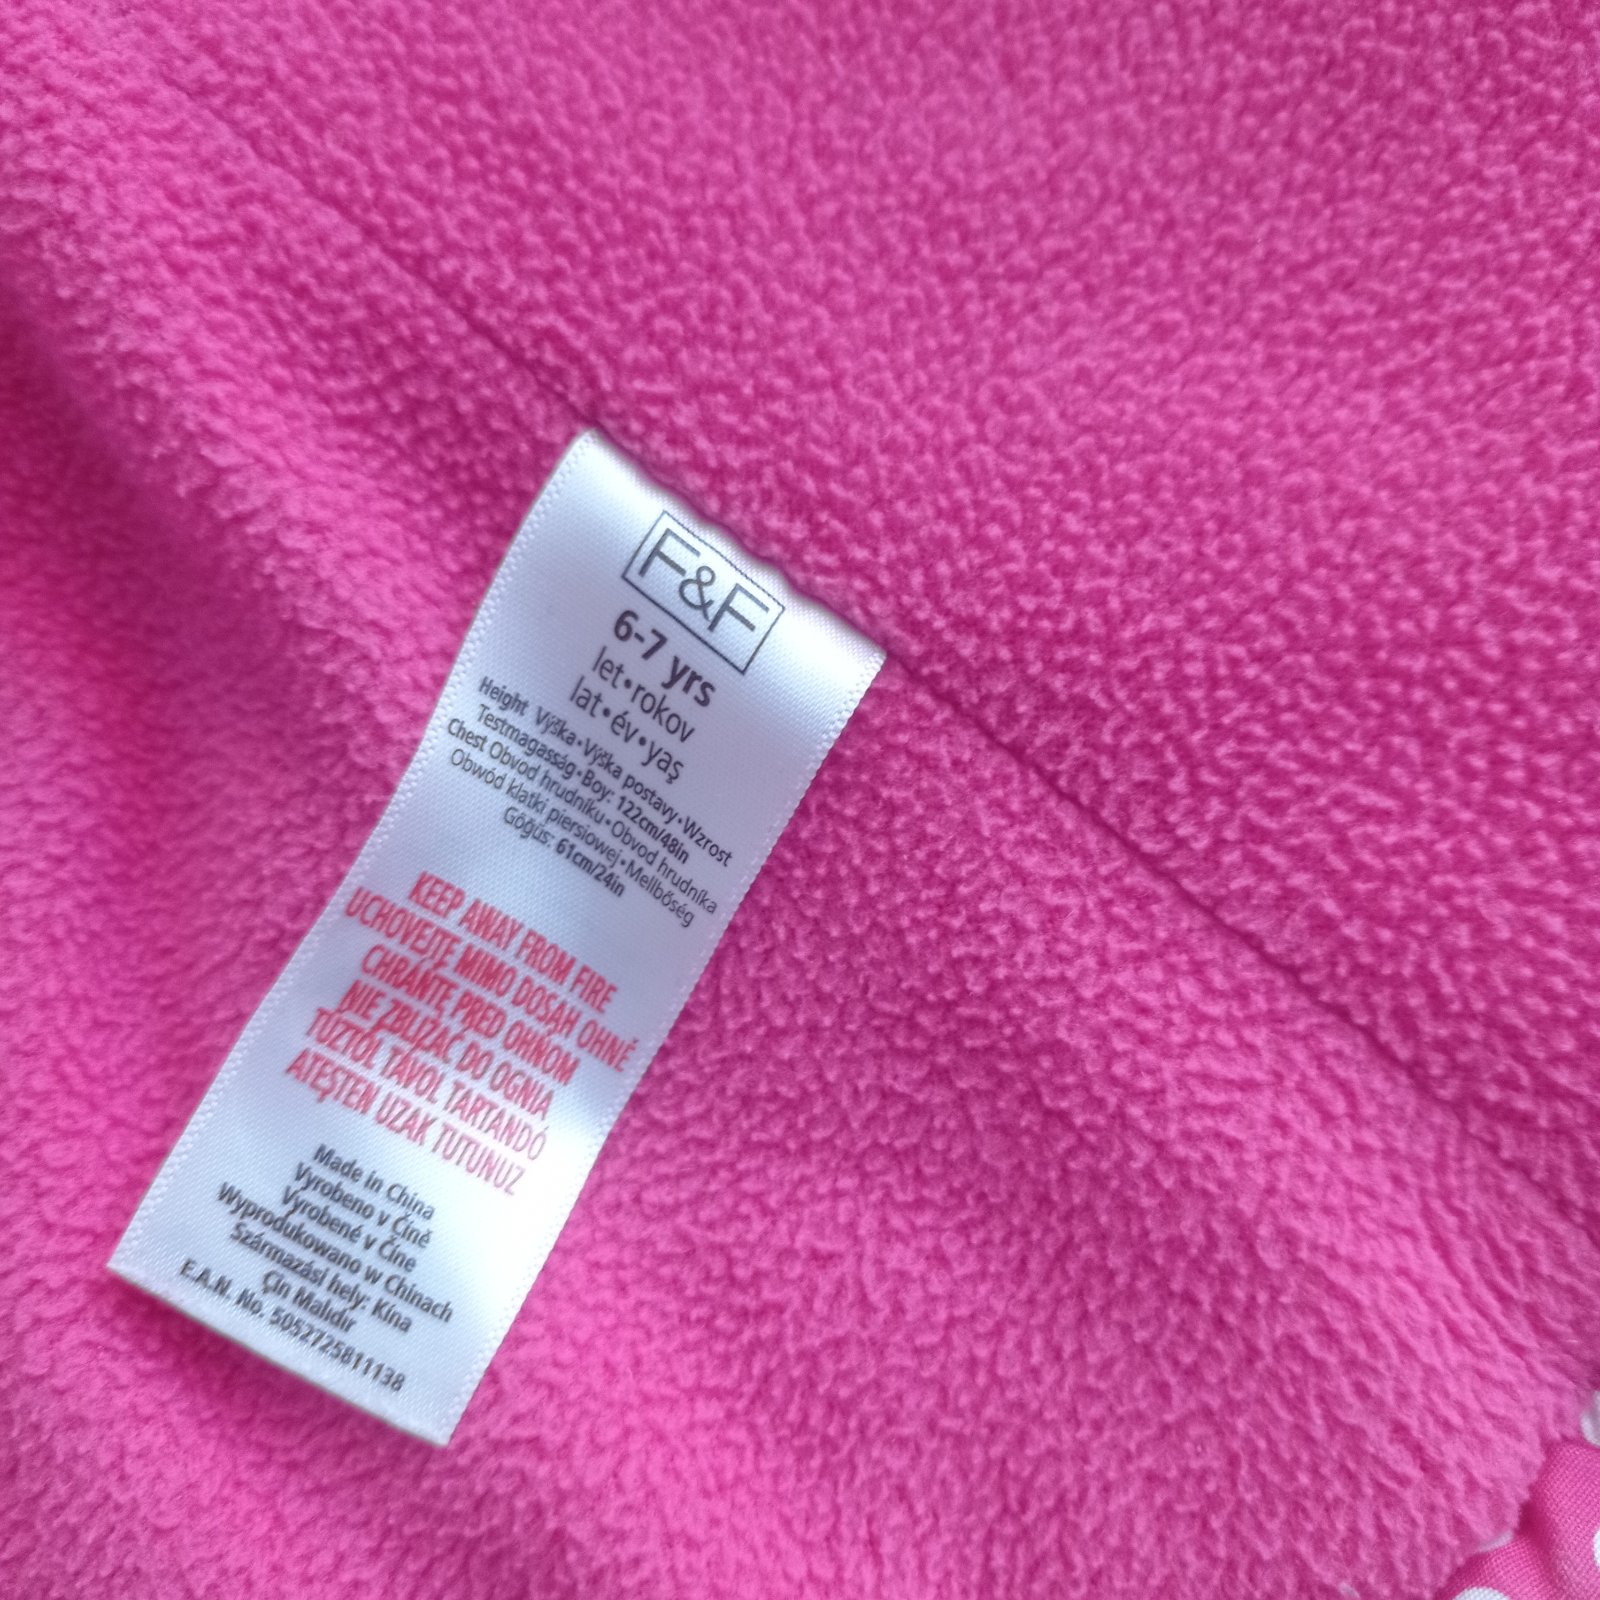 F&F
6-7 yrs
let•rokov
lat•év•yaş
Height Výška•Výška postavy•Wzrost
Testmagasság•Boy: 122cm/48in
Chest Obvod hrudníku•Obvod hrudníka
Obwód klatki piersiowej•Mellbőség
Göğüs: 61cm/24in
KEEP AWAY FROM FIRE
UCHOVEJTE MIMO DOSAH OHNĚ
CHRÁŇTE PRED OHŇOM
NIE ZBLIŻAĆ DO OGNIA
TŰZTŐL TÁVOL TARTANDÓ
ATEŞTEN UZAK TUTUNUZ
Made in China
Vyrobeno v Číně
Vyrobené v Číne
Wyprodukowano w Chinach
Származási hely: Kína
Çin Malıdır
E.A.N. No. 5052725811138